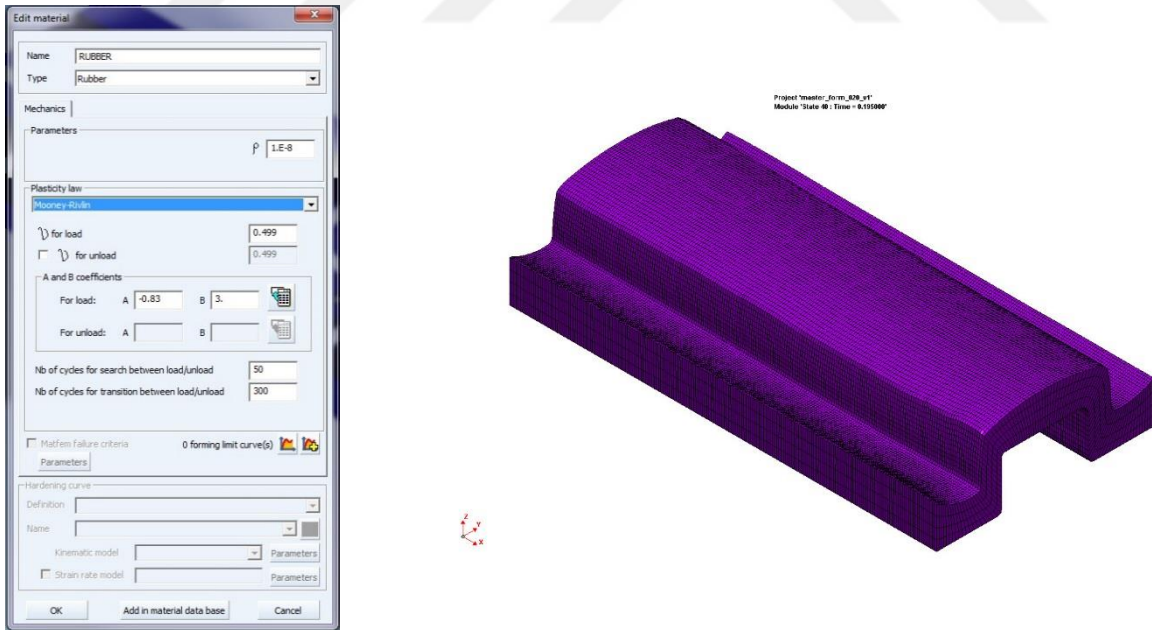 Edit material
Name RUBBER
Type Rubber
Mechanics
Parameters
ρ 1.E-8
Plasticity law
Mooney-Rivlin
υ for load 0.499
υ for unload 0.499
A and B coefficients
For load: A -0.83 B 3.
For unload: A B
Nb of cycles for search between load/unload 50
Nb of cycles for transition between load/unload 300
Matfem failure criteria 0 forming limit curve(s)
Parameters
Hardening curve
Definition
Name
Kinematic model Parameters
Strain rate model Parameters
OK Add in material data base Cancel
Project 'master_form_020_v1'
Module 'State 40 : Time = 0.195000'
Z
Y
X